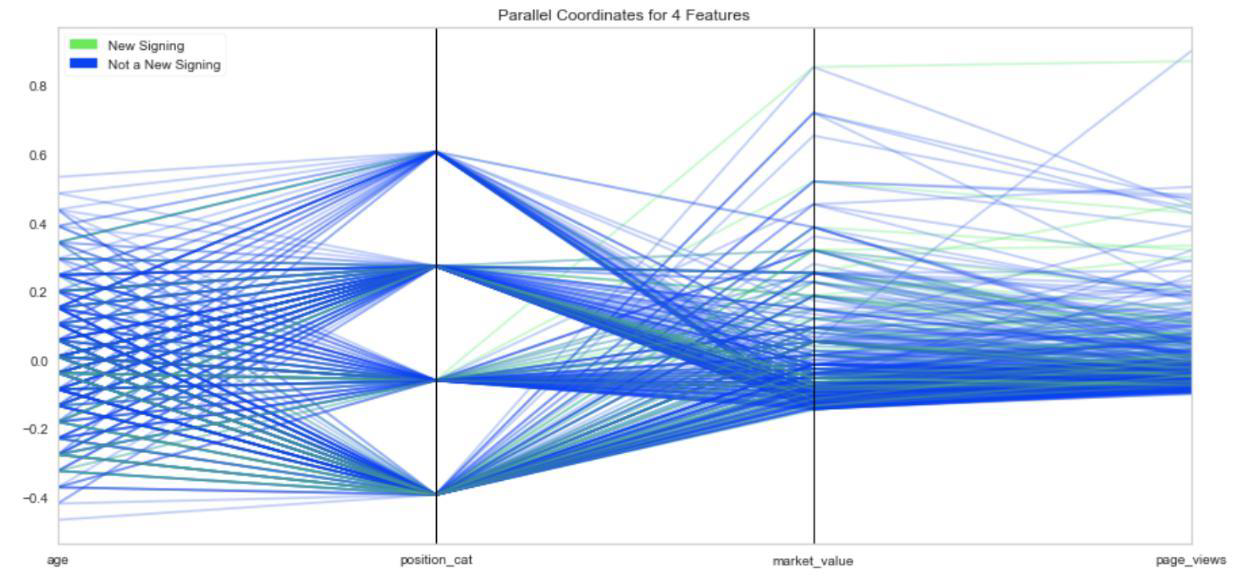 Parallel Coordinates for 4 Features
New Signing
Not a New Signing
0.8
0.6
0.4
0.2
0.0
−0.2
−0.4
age position_cat market_value page_views